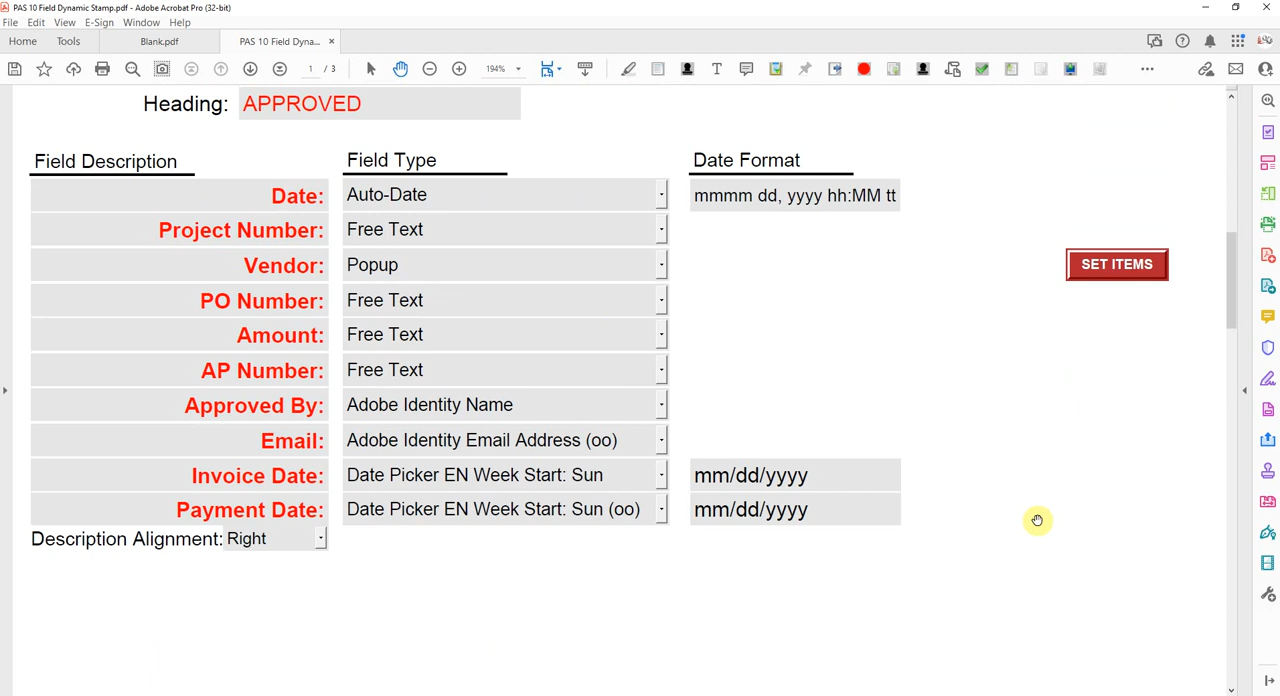 PAS 10 Field Dynamic Stamp.pdf - Adobe Acrobat Pro (32-bit)
File Edit View E-Sign Window Help
Home Tools Blank.pdf PAS 10 Field Dyna... ×
1 / 3 194%
Heading: APPROVED
Field Description Field Type Date Format
Date: Auto-Date mmmm dd, yyyy hh:MM tt
Project Number: Free Text
Vendor: Popup SET ITEMS
PO Number: Free Text
Amount: Free Text
AP Number: Free Text
Approved By: Adobe Identity Name
Email: Adobe Identity Email Address (oo)
Invoice Date: Date Picker EN Week Start: Sun mm/dd/yyyy
Payment Date: Date Picker EN Week Start: Sun (oo) mm/dd/yyyy
Description Alignment: Right